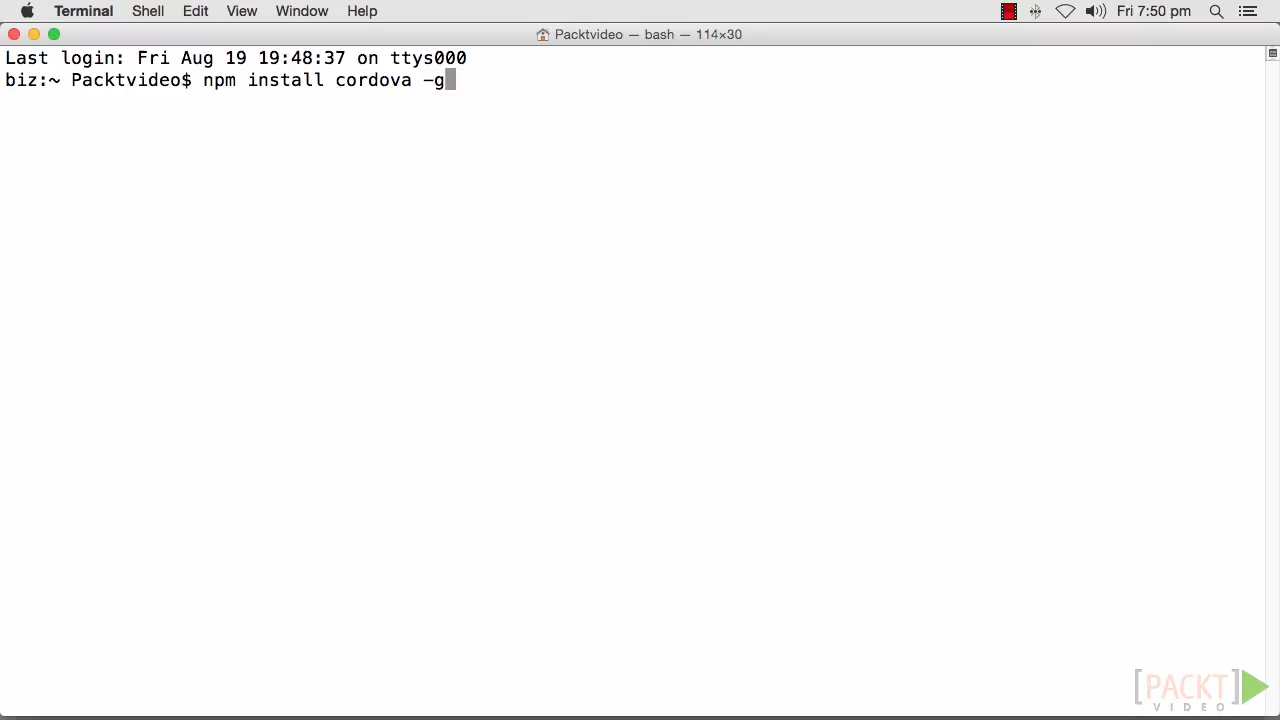 Terminal Shell Edit View Window Help Fri 7:50 pm
Packtvideo — bash — 114×30
Last login: Fri Aug 19 19:48:37 on ttys000
biz:~ Packtvideo$ npm install cordova -g
[PACKT]
VIDEO